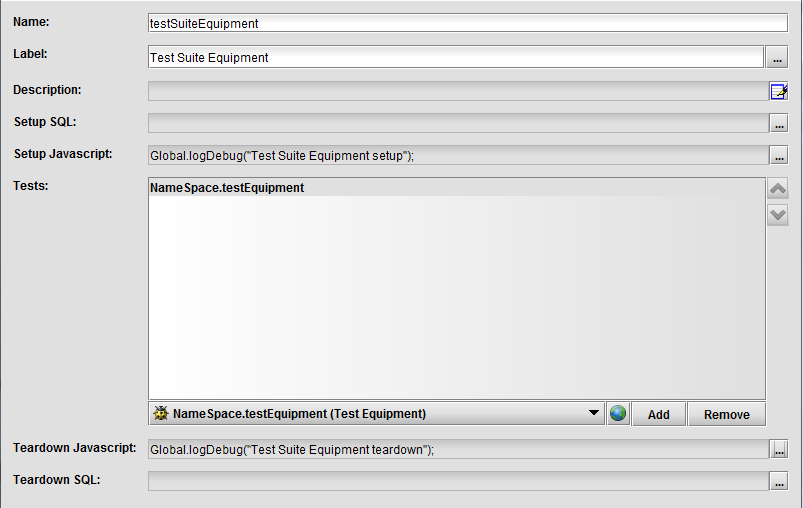 Name: testSuiteEquipment
Label: Test Suite Equipment ...
Description:
Setup SQL: ...
Setup Javascript: Global.logDebug("Test Suite Equipment setup"); ...
Tests: NameSpace.testEquipment
NameSpace.testEquipment (Test Equipment) Add Remove
Teardown Javascript: Global.logDebug("Test Suite Equipment teardown"); ...
Teardown SQL: ...